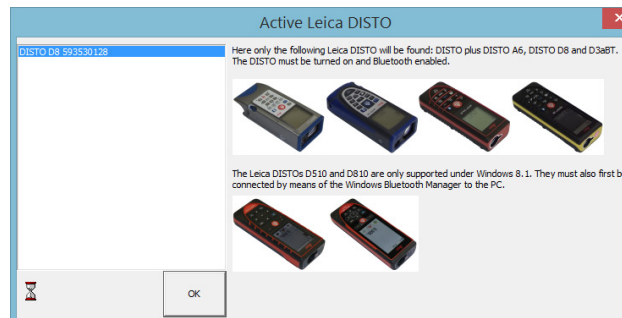 Active Leica DISTO
DISTO D8 593530128
Here only the following Leica DISTO will be found: DISTO plus DISTO A6, DISTO D8 and D3aBT.
The DISTO must be turned on and Bluetooth enabled.
The Leica DISTOs D510 and D810 are only supported under Windows 8.1. They must also first b
connected by means of the Windows Bluetooth Manager to the PC.
OK